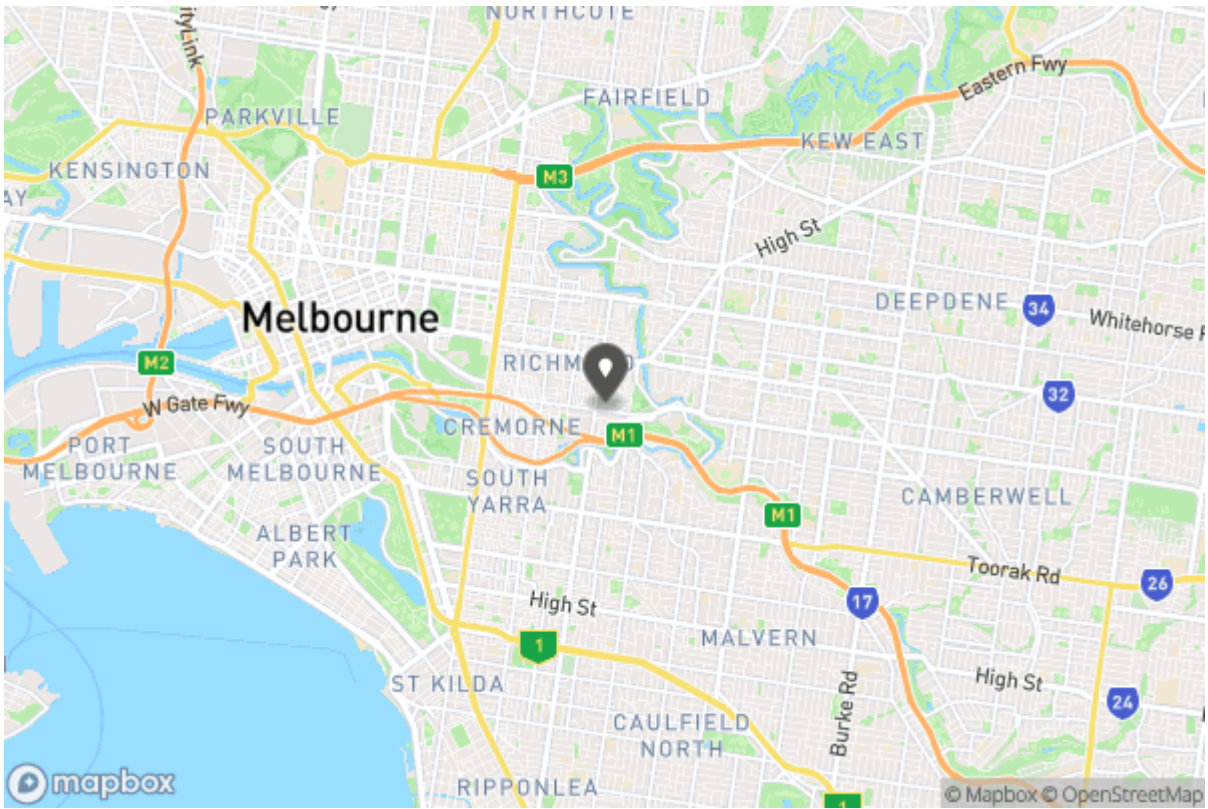 NORTHCOTE
Eastern Fwy
FAIRFIELD
PARKVILLE
KEW EAST
KENSINGTON
M3
High St
DEEPDENE
34
Melbourne
Whitehorse
M2
RICHM
32
W Gate Fwy
CREMORNE
M1
PORT
MELBOURNE
SOUTH
MELBOURNE
SOUTH
YARRA
CAMBERWELL
M1
ALBERT
PARK
Toorak Rd
26
High St
17
1
MALVERN
ST KILDA
High St
24
Burke Rd
CAULFIELD
NORTH
RIPPONLEA
1
mapbox
© Mapbox © OpenStreetMap